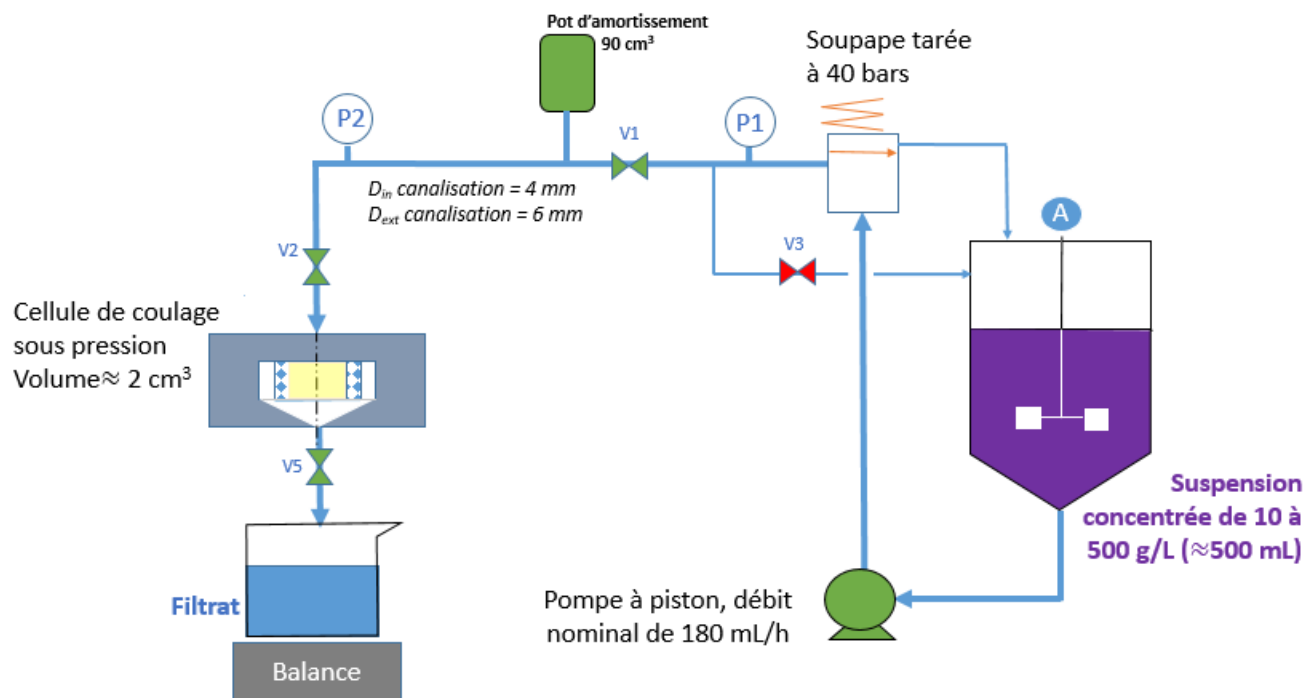 Pot d'amortissement
90 cm³
Soupape tarée
à 40 bars
P2
V1
P1
D_in canalisation = 4 mm
D_ext canalisation = 6 mm
A
V2
V3
Cellule de coulage
sous pression
Volume≈ 2 cm³
V5
Suspension
concentrée de 10 à
500 g/L (≈500 mL)
Filtrat
Pompe à piston, débit
nominal de 180 mL/h
Balance